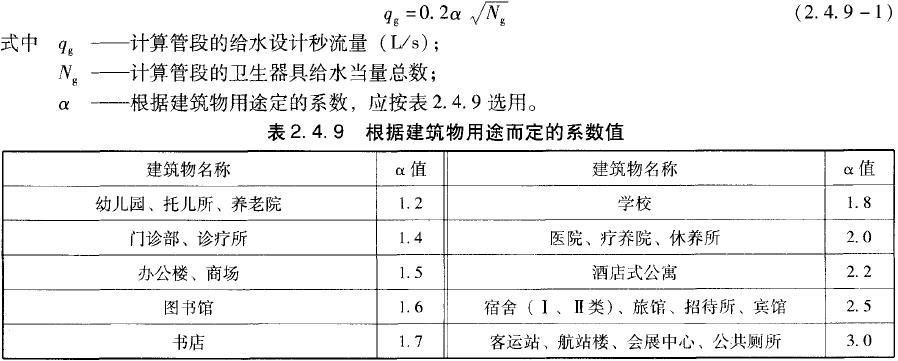 q_g = 0.2α √N_g (2.4.9-1)
式中 q_g ——计算管段的给水设计秒流量 (L/s);
N_g ——计算管段的卫生器具给水当量总数;
α ——根据建筑物用途定的系数, 应按表2.4.9选用。
表2.4.9 根据建筑物用途而定的系数值
建筑物名称 α值 建筑物名称 α值
幼儿园、托儿所、养老院 1.2 学校 1.8
门诊部、诊疗所 1.4 医院、疗养院、休养所 2.0
办公楼、商场 1.5 酒店式公寓 2.2
图书馆 1.6 宿舍 (Ⅰ、Ⅱ类)、旅馆、招待所、宾馆 2.5
书店 1.7 客运站、航站楼、会展中心、公共厕所 3.0